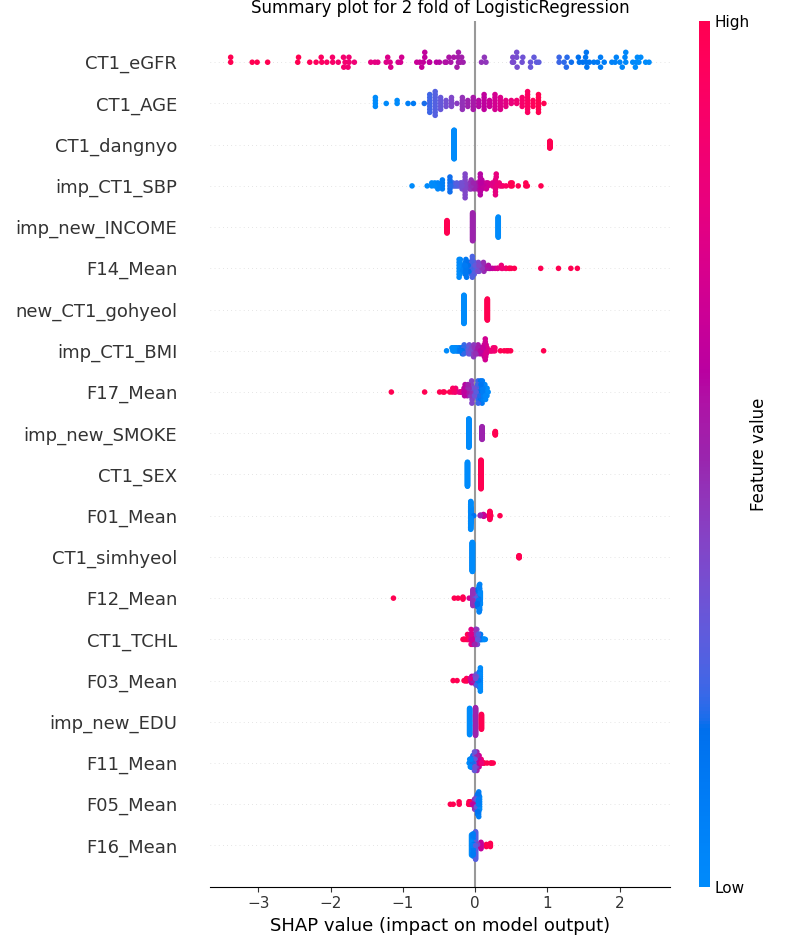 Summary plot for 2 fold of LogisticRegression
High
CT1_eGFR
CT1_AGE
CT1_dangnyo
imp_CT1_SBP
imp_new_INCOME
F14_Mean
new_CT1_gohyeol
imp_CT1_BMI
F17_Mean
imp_new_SMOKE
CT1_SEX
F01_Mean
CT1_simhyeol
F12_Mean
CT1_TCHL
F03_Mean
imp_new_EDU
F11_Mean
F05_Mean
F16_Mean
Feature value
Low
−3 −2 −1 0 1 2
SHAP value (impact on model output)